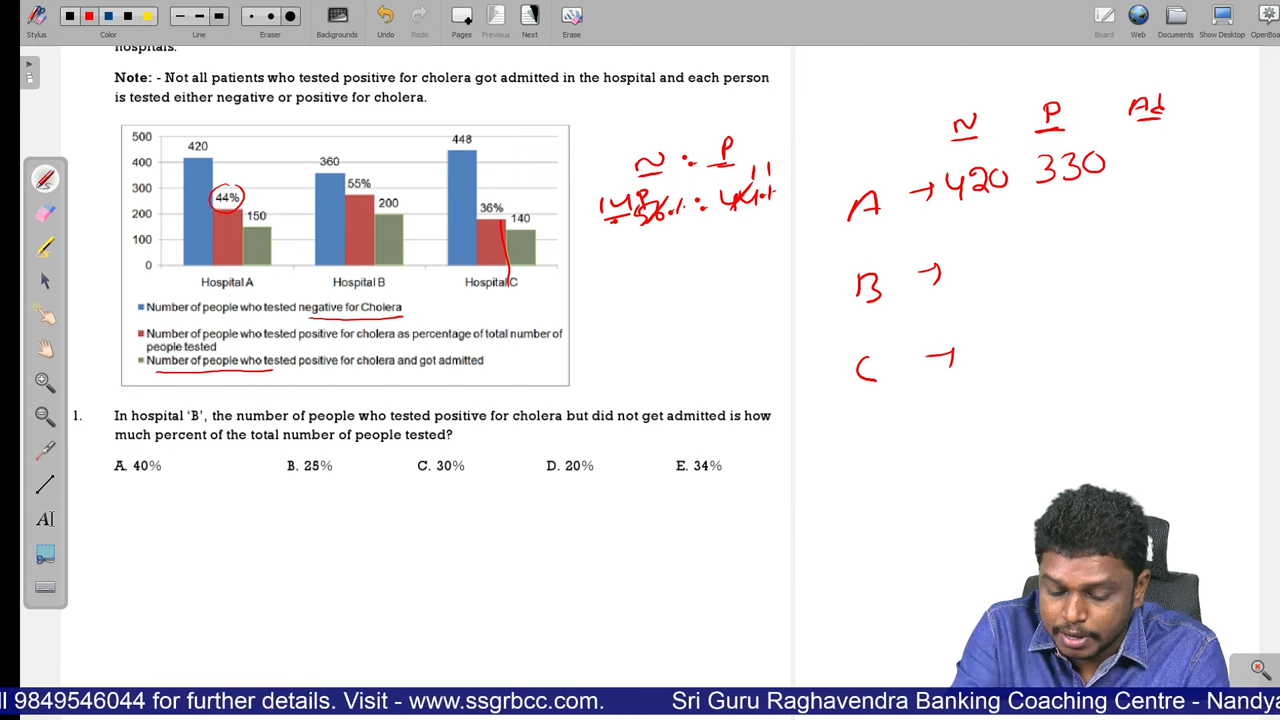 Stylus
Color
Line
Eraser
Backgrounds
Undo
Redo
Pages
Previous
Next
Erase
Board
Web
Documents
Show Desktop
OpenBoa
hospitals.
Note: - Not all patients who tested positive for cholera got admitted in the hospital and each person
is tested either negative or positive for cholera.
500
400
300
200
100
0
420
44%
150
360
55%
200
448
36%
140
Hospital A
Hospital B
Hospital C
Number of people who tested negative for Cholera
Number of people who tested positive for cholera as percentage of total number of
people tested
Number of people who tested positive for cholera and got admitted
N : P
14 56% : 44% 11
N P Ad
A → 420 330
B →
C →
1. In hospital ‘B’, the number of people who tested positive for cholera but did not get admitted is how
much percent of the total number of people tested?
A. 40% B. 25% C. 30% D. 20% E. 34%
ll 9849546044 for further details. Visit - www.ssgrbcc.com. Sri Guru Raghavendra Banking Coaching Centre - Nandya